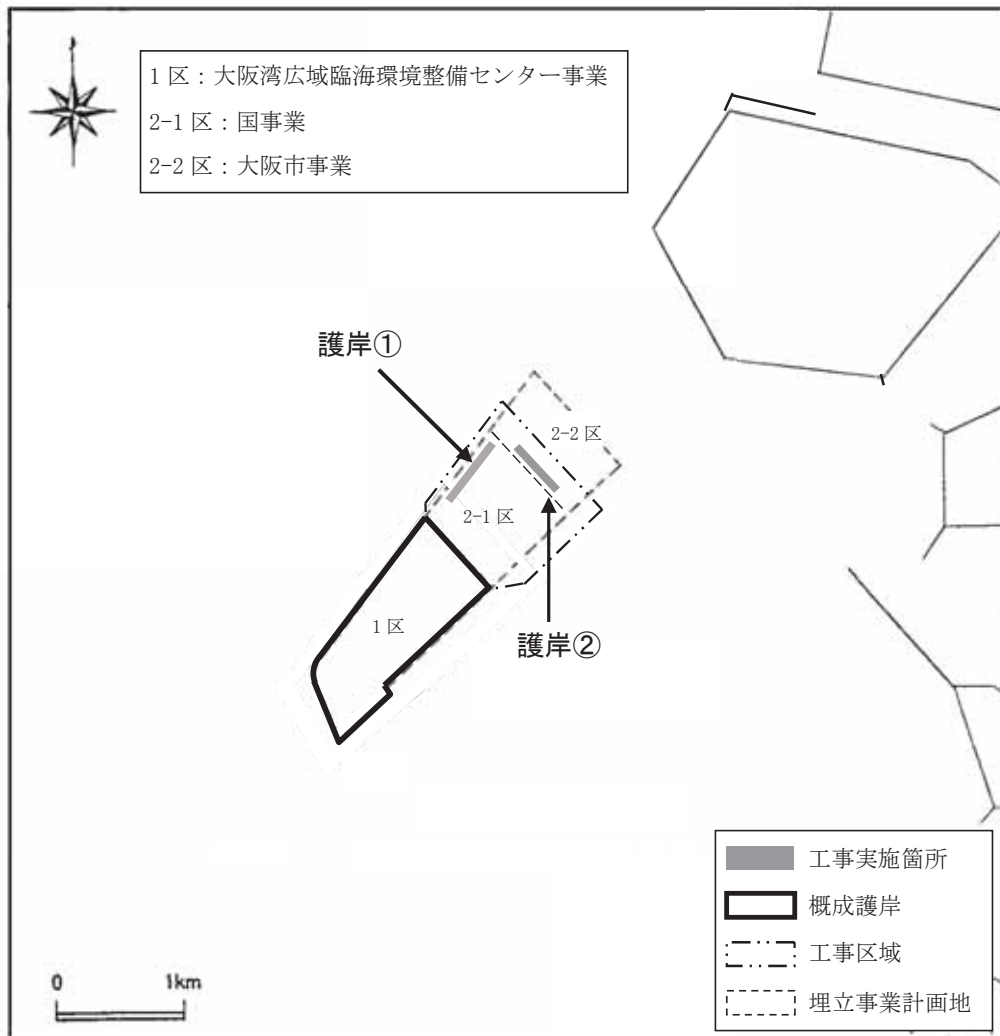 1 区：大阪湾広域臨海環境整備センター事業
2-1 区：国事業
2-2 区：大阪市事業
護岸①
2-2 区
2-1 区
1 区
護岸②
工事実施箇所
概成護岸
工事区域
埋立事業計画地
0 1km